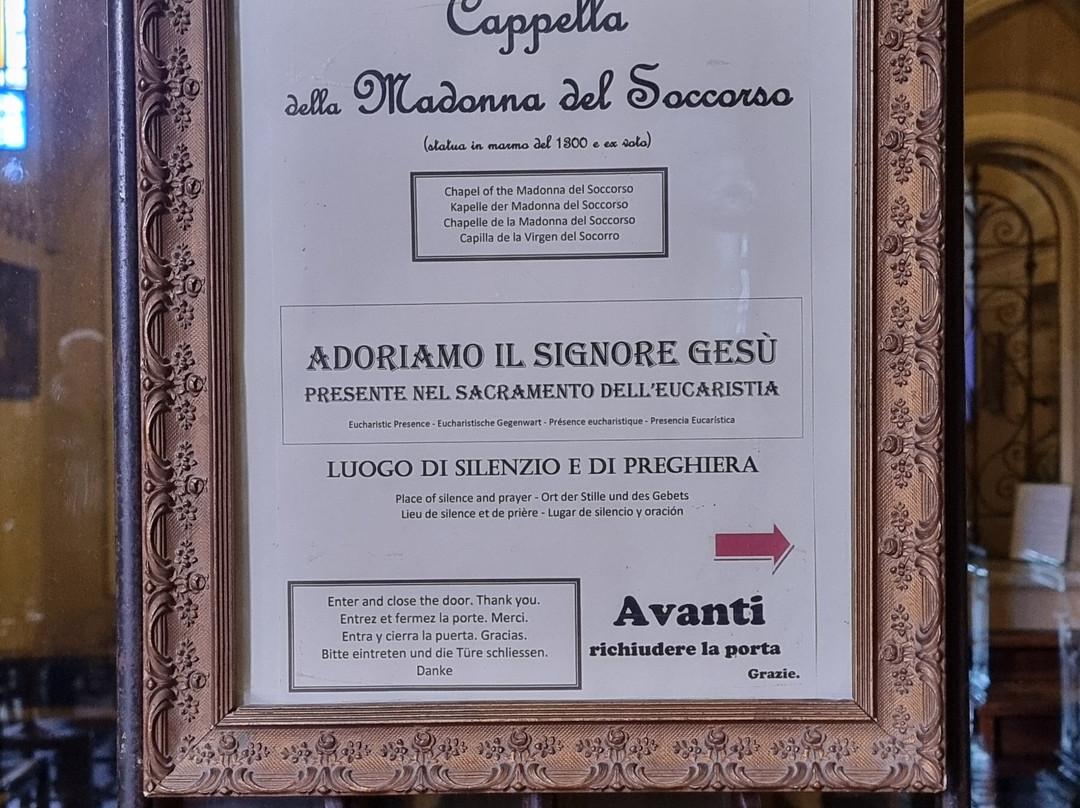 Cappella
della Madonna del Soccorso
(statua in marmo del 1800 e ex voto)
Chapel of the Madonna del Soccorso
Kapelle der Madonna del Soccorso
Chapelle de la Madonna del Soccorso
Capilla de la Virgen del Socorro
ADORIAMO IL SIGNORE GESÙ
PRESENTE NEL SACRAMENTO DELL'EUCARISTIA
Eucharistic Presence - Eucharistische Gegenwart - Présence eucharistique - Presencia Eucarística
LUOGO DI SILENZIO E DI PREGHIERA
Place of silence and prayer - Ort der Stille und des Gebets
Lieu de silence et de prière - Lugar de silencio y oración
Enter and close the door. Thank you.
Entrez et fermez la porte. Merci.
Entra y cierra la puerta. Gracias.
Bitte eintreten und die Türe schliessen.
Danke
Avanti
richiudere la porta
Grazie.